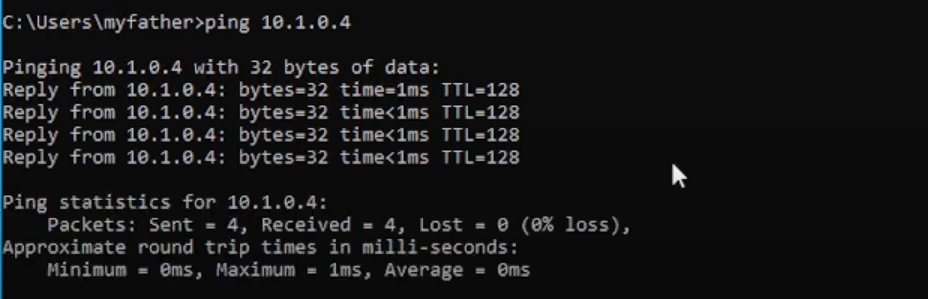 C:\Users\myfather>ping 10.1.0.4
Pinging 10.1.0.4 with 32 bytes of data:
Reply from 10.1.0.4: bytes=32 time=1ms TTL=128
Reply from 10.1.0.4: bytes=32 time<1ms TTL=128
Reply from 10.1.0.4: bytes=32 time<1ms TTL=128
Reply from 10.1.0.4: bytes=32 time<1ms TTL=128
Ping statistics for 10.1.0.4:
    Packets: Sent = 4, Received = 4, Lost = 0 (0% loss),
Approximate round trip times in milli-seconds:
    Minimum = 0ms, Maximum = 1ms, Average = 0ms